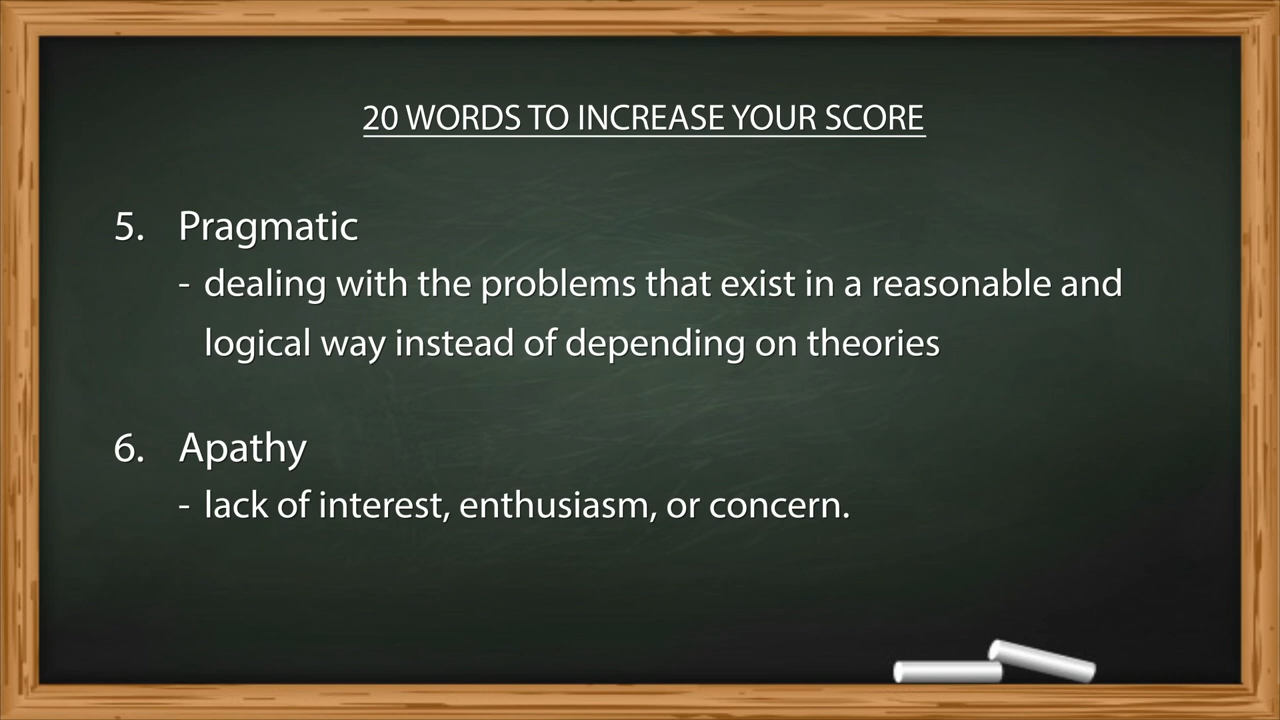 20 WORDS TO INCREASE YOUR SCORE
5. Pragmatic
- dealing with the problems that exist in a reasonable and
logical way instead of depending on theories
6. Apathy
- lack of interest, enthusiasm, or concern.